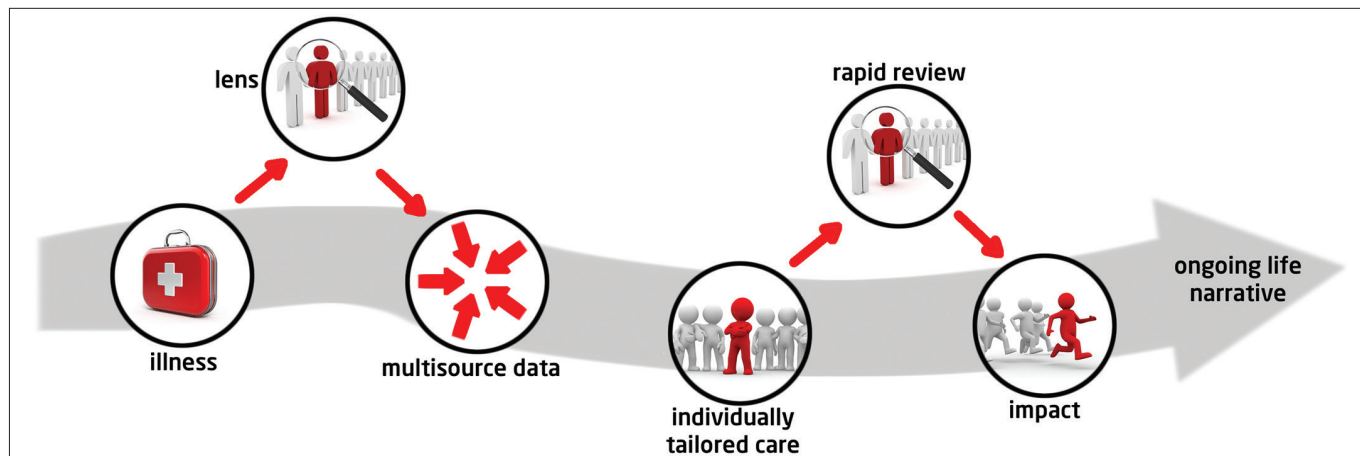 lens
illness
multisource data
individually
tailored care
rapid review
impact
ongoing life
narrative